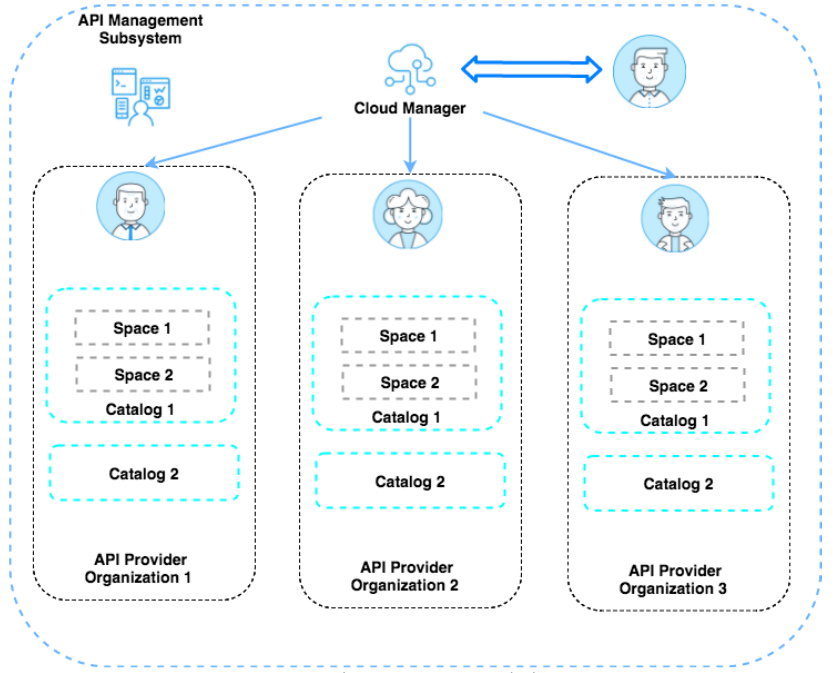 API Management
Subsystem
Cloud Manager
Space 1
Space 2
Catalog 1
Catalog 2
API Provider
Organization 1
Space 1
Space 2
Catalog 1
Catalog 2
API Provider
Organization 2
Space 1
Space 2
Catalog 1
Catalog 2
API Provider
Organization 3